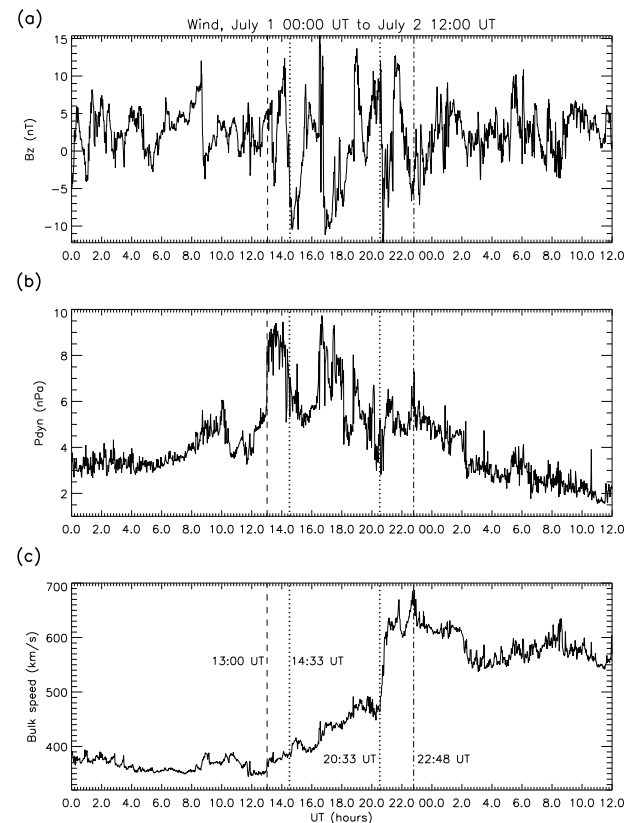 (a)
Wind, July 1 00:00 UT to July 2 12:00 UT
15
10
5
0
-5
-10
Bz (nT)
0.0 2.0 4.0 6.0 8.0 10.0 12.0 14.0 16.0 18.0 20.0 22.0 00.0 2.0 4.0 6.0 8.0 10.0 12.0
(b)
10
8
6
4
2
Pdyn (nPa)
0.0 2.0 4.0 6.0 8.0 10.0 12.0 14.0 16.0 18.0 20.0 22.0 00.0 2.0 4.0 6.0 8.0 10.0 12.0
(c)
700
600
500
400
Bulk speed (km/s)
13:00 UT
14:33 UT
20:33 UT
22:48 UT
0.0 2.0 4.0 6.0 8.0 10.0 12.0 14.0 16.0 18.0 20.0 22.0 00.0 2.0 4.0 6.0 8.0 10.0 12.0
UT (hours)